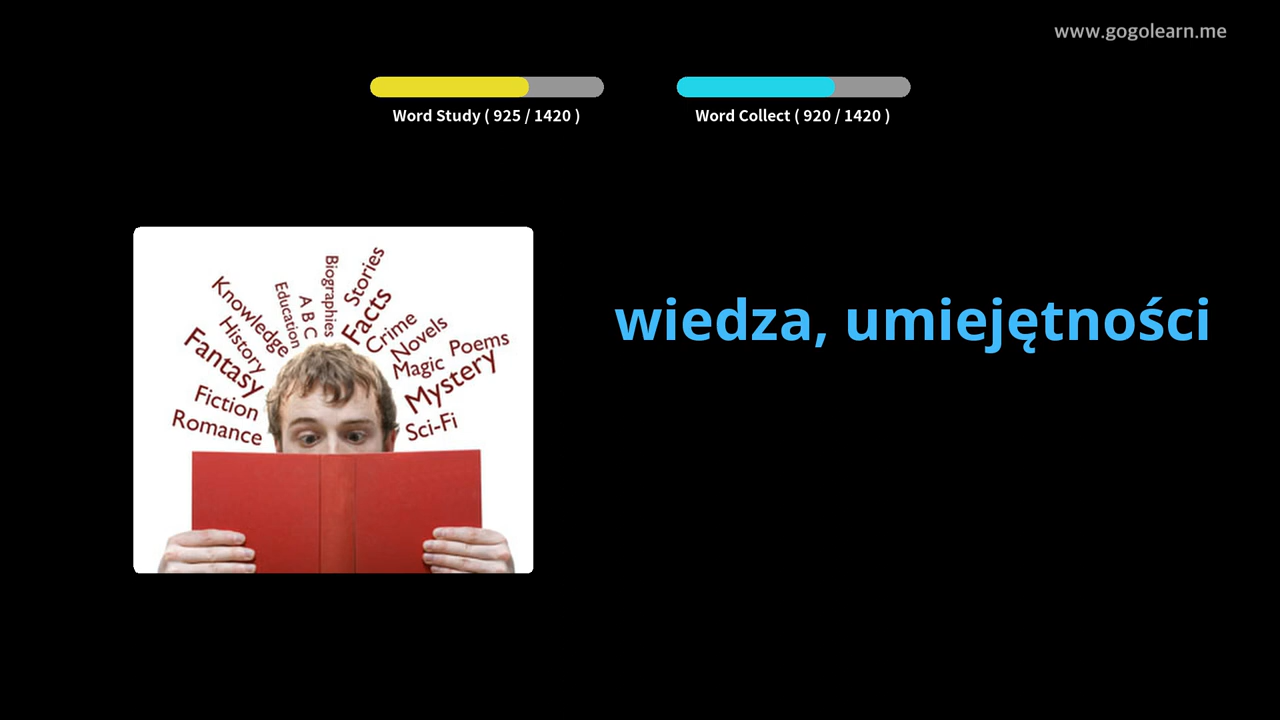 www.gogolearn.me
Word Study ( 925 / 1420 )
Word Collect ( 920 / 1420 )
wiedza, umiejętności
Romance
Fiction
Fantasy
History
Knowledge
Education
A B C
Biographies
Stories
Facts
Crime
Novels
Magic
Poems
Mystery
Sci-Fi